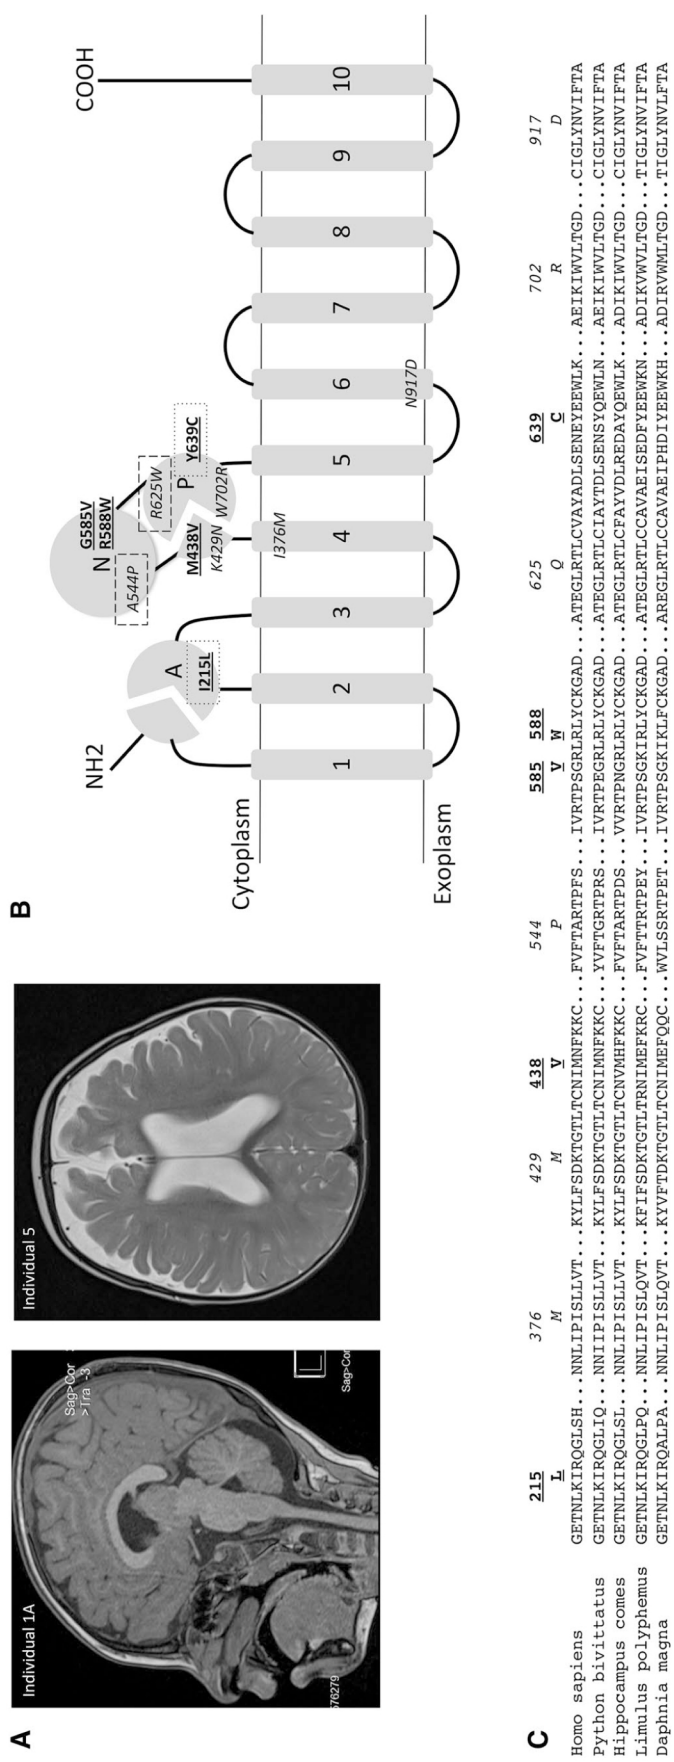 A
Individual 1A
Sag>Cor
>Tra -3
Sag>Cor
576279
L
Individual 5
B
NH2
A
I215L
A544P
N
G585V
R588W
R625W
P
Y639C
M438V
K429N
W702R
I376M
N917D
COOH
Cytoplasm
1 2 3 4 5 6 7 8 9 10
Exoplasm
C
215 376 429 438 544 585 588 625 639 702 917
L M M V P V W Q C R D
Homo sapiens GETNLKIRQGLSH...NNLIPISLLVT...KYLFSDKTGTLTCNIMNFKKC...FVFTARTPFS...IVRTPSGRLRLYCKGAD...ATEGLRTLCVAYADLSENEYEEWLK...AEIKIWVLTGD...CIGLYNVIFTA
Python bivittatus GETNLKIRQGLIQ...NNIIPISLLVT...KYLFSDKTGTLTCNIMNFKKC...YVFTGRTPRS...IVRTPEGRLRLYCKGAD...ATEGLRTLCIAYTDLSENSYQEWLN...AEIKIWVLTGD...CIGLYNVIFTA
Hippocampus comes GETNLKIRQGLSL...NNLIPISLLVT...KYLFSDKTGTLTCNVMHFKKC...FVFTARTPDS...VVRTPNGRLRLYCKGAD...ATEGLRTLCFAYVDLREDAYQEWLK...ADIKIWVLTGD...CIGLYNVIFTA
Limulus polyphemus GETNLKIRQGLPQ...NNLIPISLQVT...KFIFSDKTGTLTRNIMEFKRC...FVFTTRTPEY...IVRTPSGKIRLYCKGAD...ATEGLRTLCCAVAEISEDFYEEWKN...ADIKVWVLTGD...TIGLYNVIFTA
Daphnia magna GETNLKIRQALPA...NNLIPISLQVT...KYVFTDKTGTLTCNIMEFQQC...WVLSSRTPET...IVRTPSGKIKLFCKGAD...AREGLRTLCCAVAEIPHDIYEEWKH...ADIRVWMLTGD...TIGLYNVLFTA